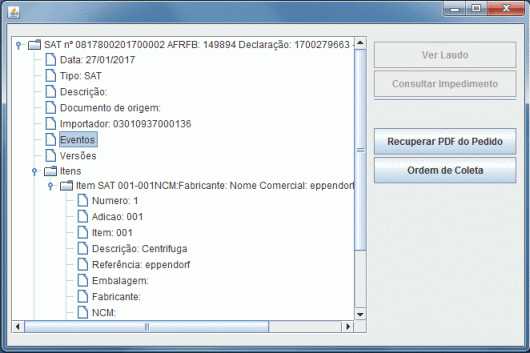 SAT nº 0817800201700002 AFRFB: 149894 Declaração: 1700279663
Data: 27/01/2017
Tipo: SAT
Descrição:
Documento de origem:
Importador: 03010937000136
Eventos
Versões
Itens
Item SAT 001-001NCM:Fabricante: Nome Comercial: eppendorf
Numero: 1
Adicao: 001
Item: 001
Descrição: Centrifuga
Referência: eppendorf
Embalagem:
Fabricante:
NCM:
Ver Laudo
Consultar Impedimento
Recuperar PDF do Pedido
Ordem de Coleta